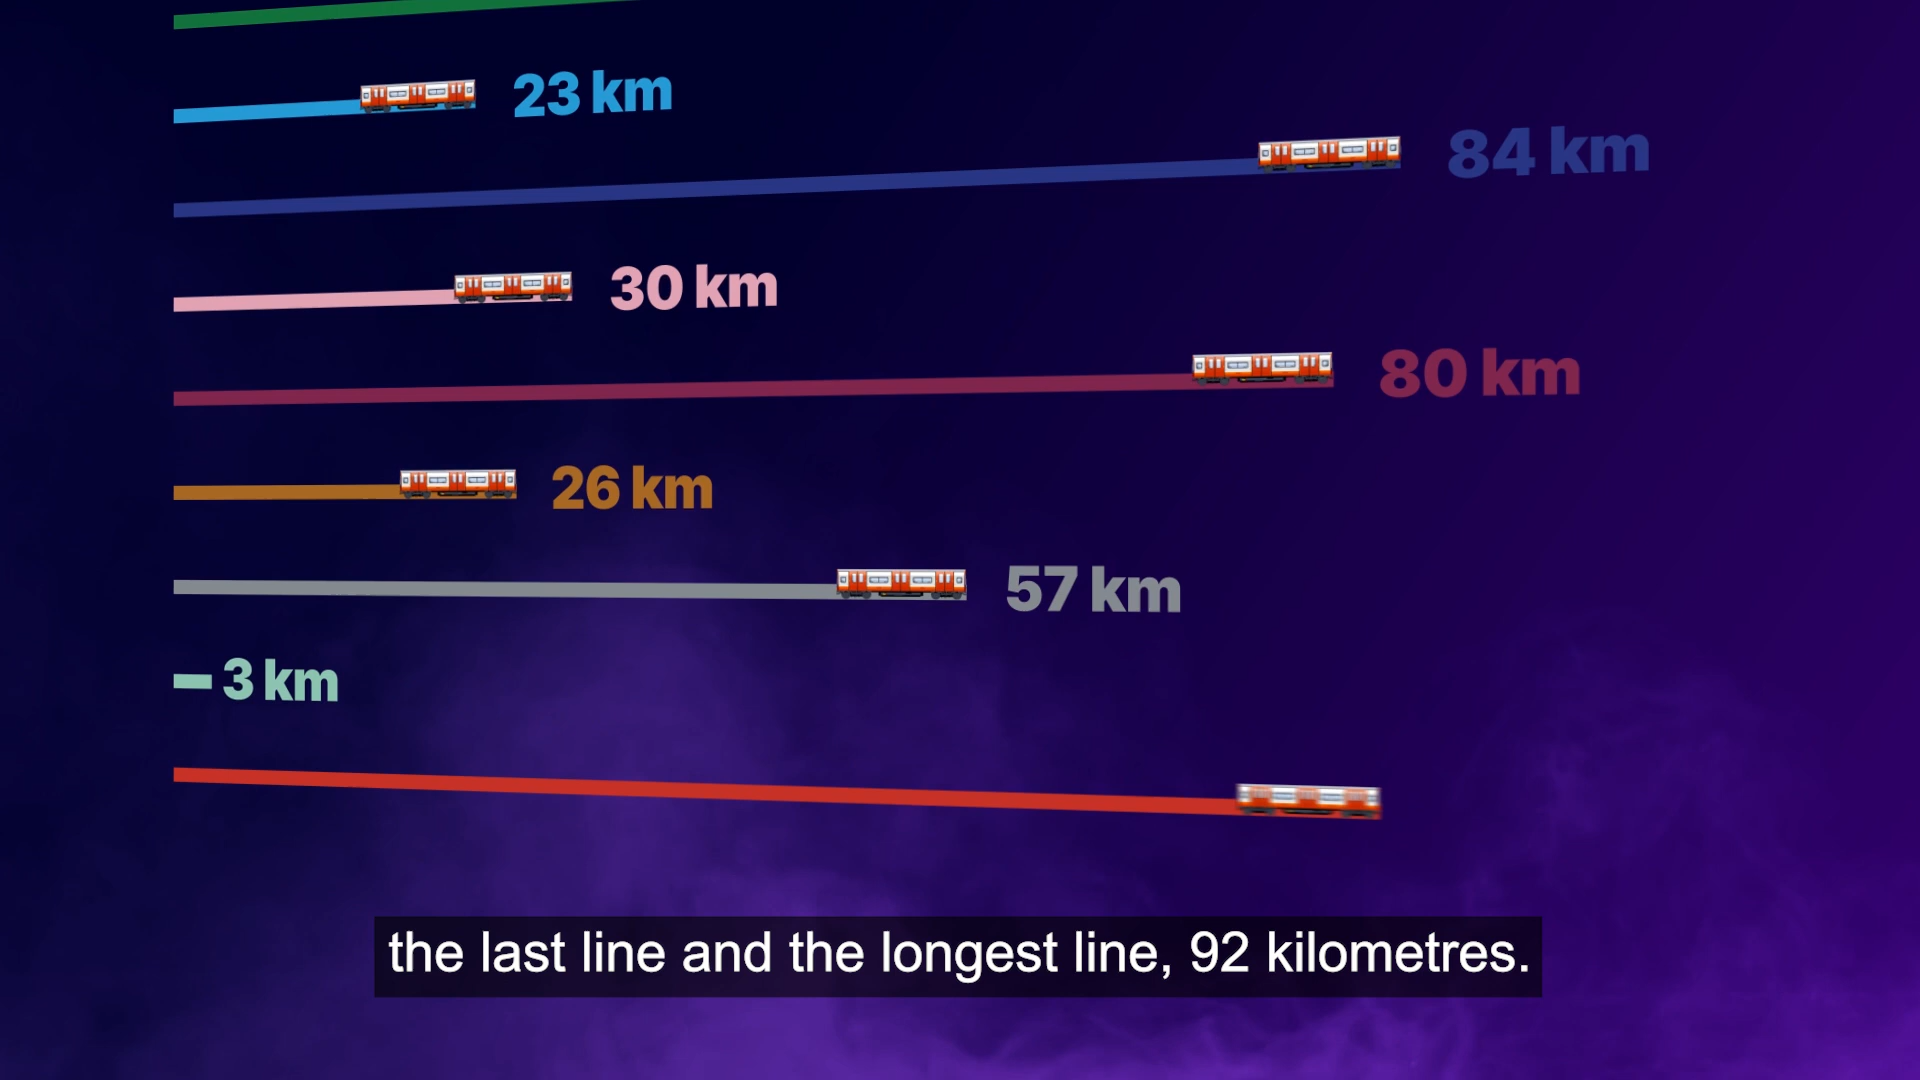 23 km
84 km
30 km
80 km
26 km
57 km
3 km
the last line and the longest line, 92 kilometres.